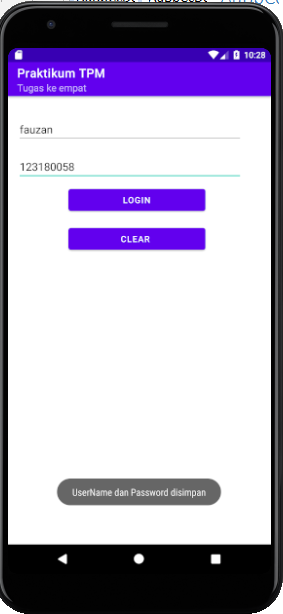 10:28
Praktikum TPM
Tugas ke empat
fauzan
123180058
LOGIN
CLEAR
UserName dan Password disimpan